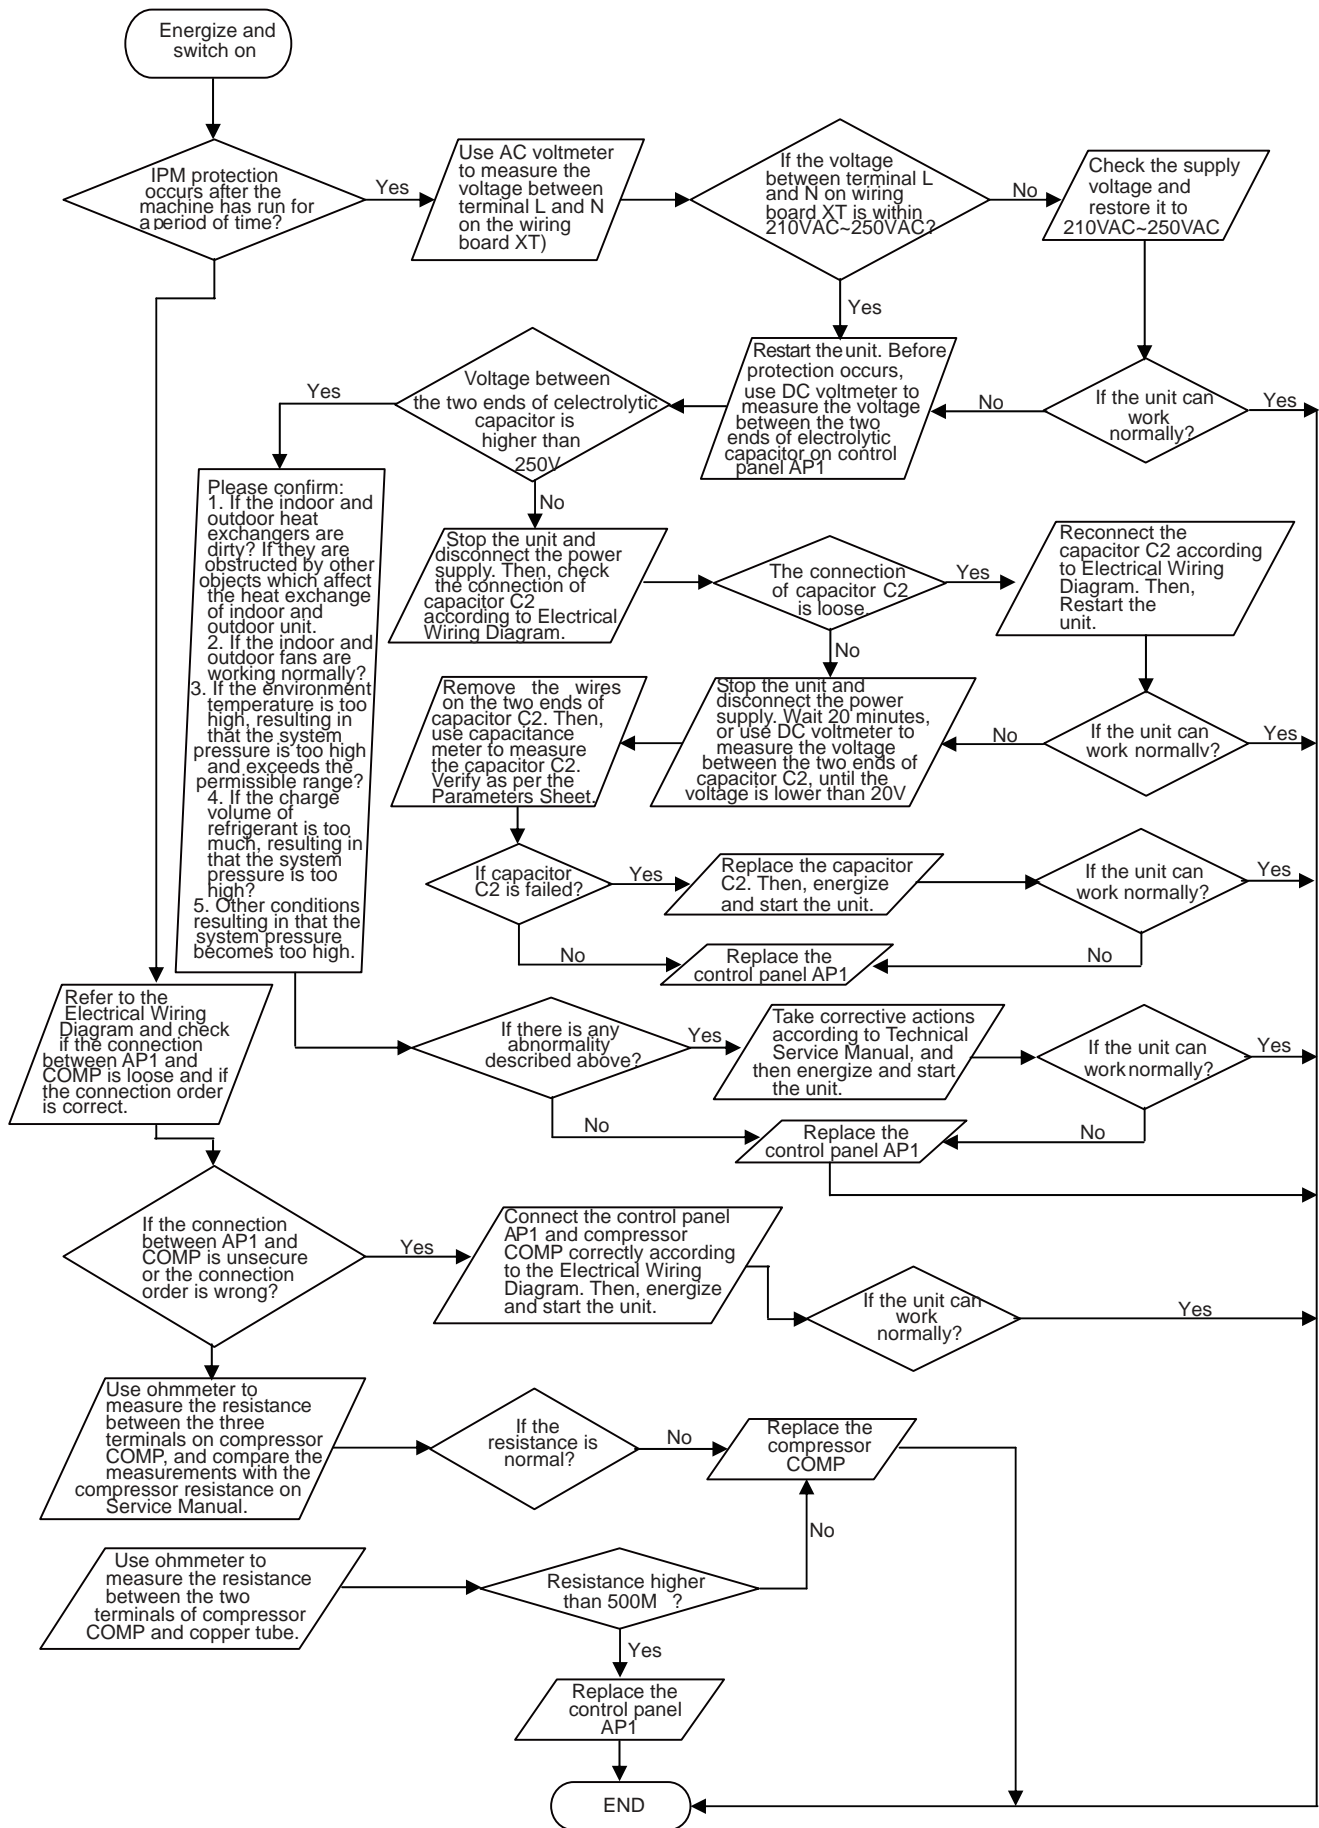 Energize and
switch on
IPM protection
occurs after the
machine has run for
a period of time?
Yes
Use AC voltmeter
to measure the
voltage between
terminal L and N
on the wiring
board XT)
If the voltage
between terminal L
and N on wiring
board XT is within
210VAC~250VAC?
No
Check the supply
voltage and
restore it to
210VAC~250VAC
Yes
Restart the unit. Before
protection occurs,
use DC voltmeter to
measure the voltage
between the two
ends of electrolytic
capacitor on control
panel AP1
No
If the unit can
work
normally?
Yes
Voltage between
the two ends of celectrolytic
capacitor is
higher than
250V
Yes
No
Please confirm:
1. If the indoor and
outdoor heat
exchangers are
dirty? If they are
obstructed by other
objects which affect
the heat exchange
of indoor and
outdoor unit.
2. If the indoor and
outdoor fans are
working normally?
3. If the environment
temperature is too
high, resulting in
that the system
pressure is too high
and exceeds the
permissible range?
4. If the charge
volume of
refrigerant is too
much, resulting in
that the system
pressure is too
high?
5. Other conditions
resulting in that the
system pressure
becomes too high.
Stop the unit and
disconnect the power
supply. Then, check
the connection of
capacitor C2
according to Electrical
Wiring Diagram.
The connection
of capacitor C2
is loose.
Yes
Reconnect the
capacitor C2 according
to Electrical Wiring
Diagram. Then,
Restart the
unit.
No
Remove the wires
on the two ends of
capacitor C2. Then,
use capacitance
meter to measure
the capacitor C2.
Verify as per the
Parameters Sheet.
Stop the unit and
disconnect the power
supply. Wait 20 minutes,
or use DC voltmeter to
measure the voltage
between the two ends of
capacitor C2, until the
voltage is lower than 20V
No
If the unit can
work normally?
Yes
If capacitor
C2 is failed?
Yes
Replace the capacitor
C2. Then, energize
and start the unit.
If the unit can
work normally?
Yes
No
Replace the
control panel AP1
No
Refer to the
Electrical Wiring
Diagram and check
if the connection
between AP1 and
COMP is loose and if
the connection order
is correct.
If there is any
abnormality
described above?
Yes
Take corrective actions
according to Technical
Service Manual, and
then energize and start
the unit.
If the unit can
work normally?
Yes
No
Replace the
control panel AP1
No
If the connection
between AP1 and
COMP is unsecure
or the connection
order is wrong?
Yes
Connect the control panel
AP1 and compressor
COMP correctly according
to the Electrical Wiring
Diagram. Then, energize
and start the unit.
If the unit can
work
normally?
Yes
Use ohmmeter to
measure the resistance
between the three
terminals on compressor
COMP, and compare the
measurements with the
compressor resistance on
Service Manual.
If the
resistance is
normal?
No
Replace the
compressor
COMP
No
Use ohmmeter to
measure the resistance
between the two
terminals of compressor
COMP and copper tube.
Resistance higher
than 500M ?
Yes
Replace the
control panel
AP1
END